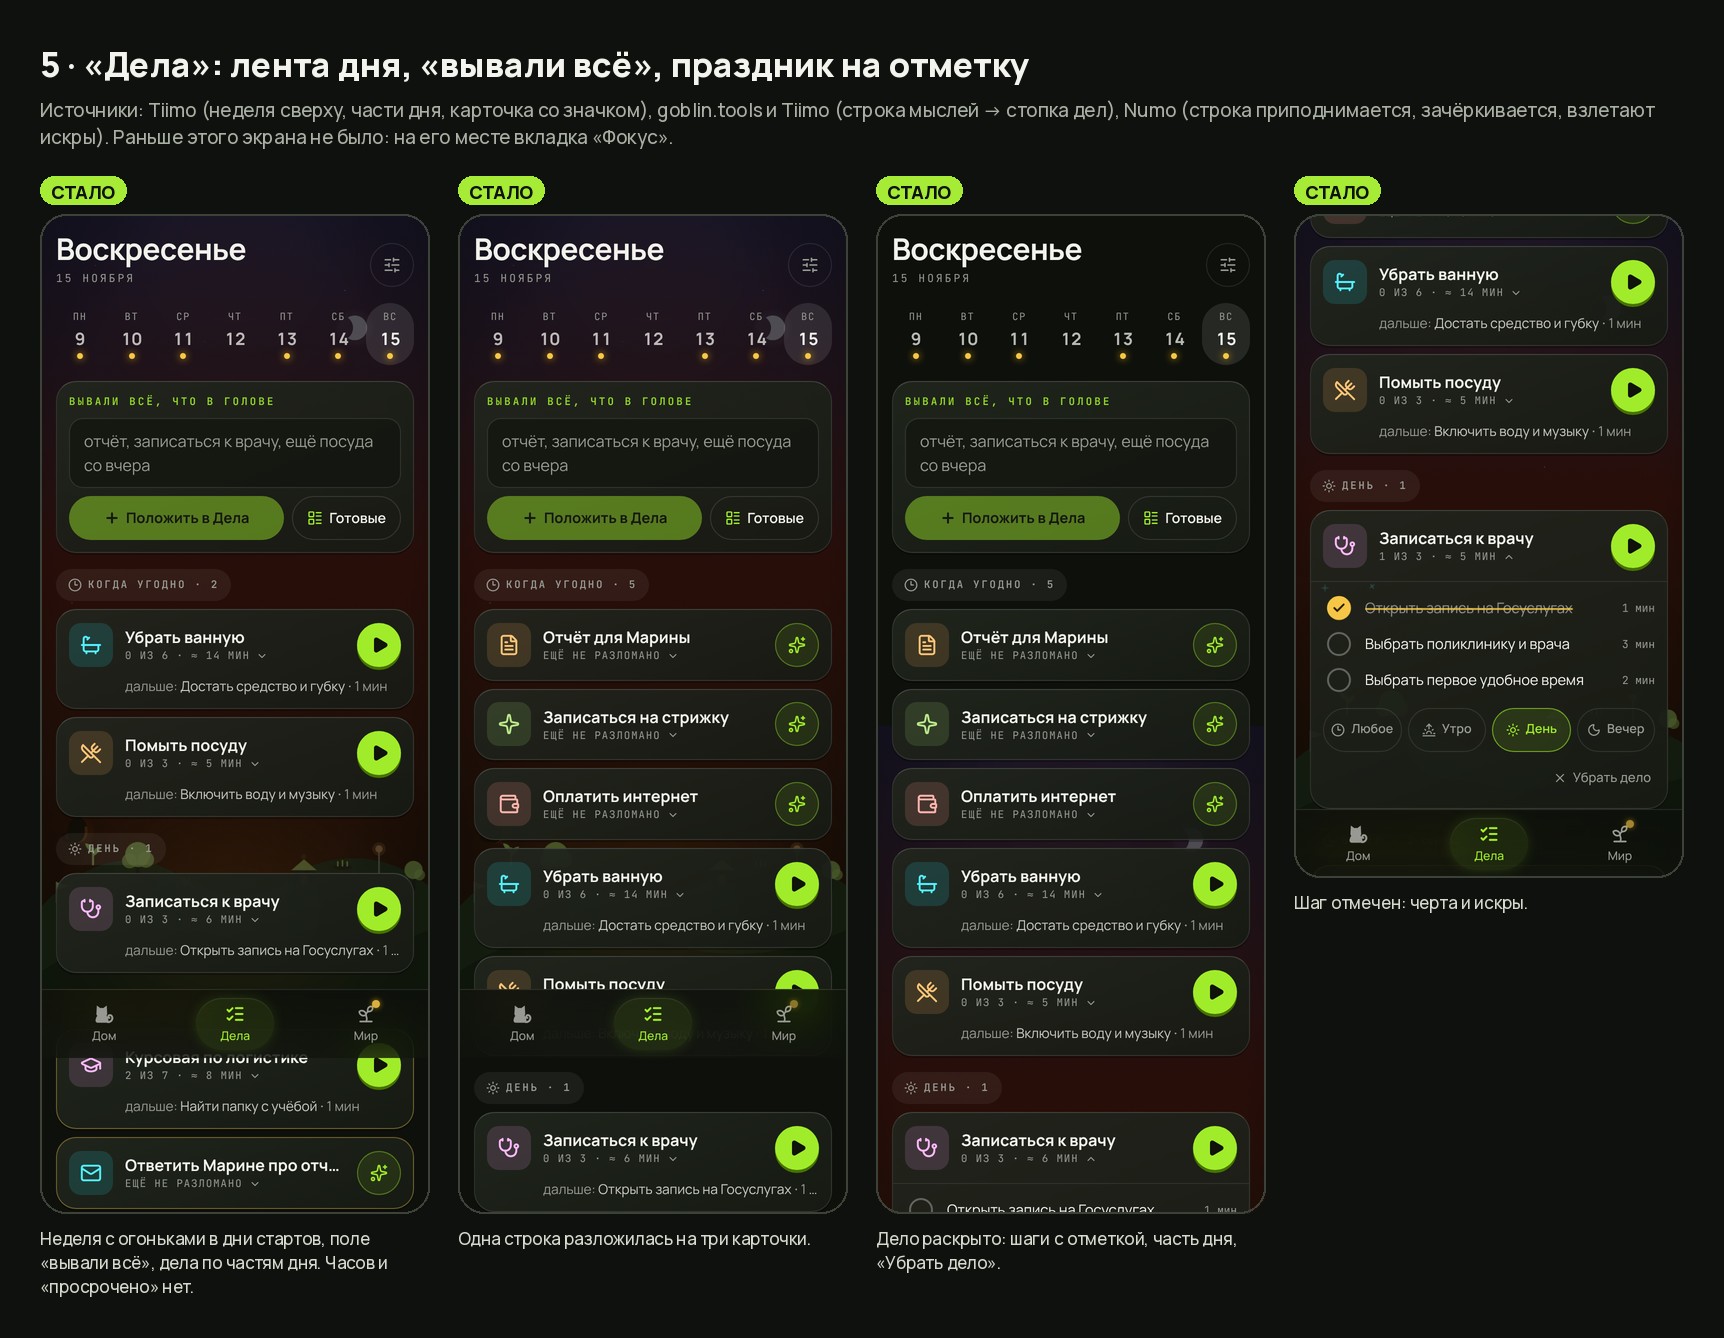 5 · «Дела»: лента дня, «вывали всё», праздник на отметку
Источники: Tiimo (неделя сверху, части дня, карточка со значком), goblin.tools и Tiimo (строка мыслей → стопка дел), Numo (строка приподнимается, зачёркивается, взлетают
искры). Раньше этого экрана не было: на его месте вкладка «Фокус».
СТАЛО
Воскресенье
15 НОЯБРЯ
ПН ВТ СР ЧТ ПТ СБ ВС
9 10 11 12 13 14 15
ВЫВАЛИ ВСЁ, ЧТО В ГОЛОВЕ
отчёт, записаться к врачу, ещё посуда
со вчера
+ Положить в Дела
Готовые
КОГДА УГОДНО · 2
Убрать ванную
0 ИЗ 6 · ≈ 14 МИН
дальше: Достать средство и губку · 1 мин
Помыть посуду
0 ИЗ 3 · ≈ 5 МИН
дальше: Включить воду и музыку · 1 мин
ДЕНЬ · 1
Записаться к врачу
0 ИЗ 3 · ≈ 6 МИН
дальше: Открыть запись на Госуслугах · 1 ...
Дом Дела Мир
Курсовая по логистике
2 ИЗ 7 · ≈ 8 МИН
дальше: Найти папку с учёбой · 1 мин
Ответить Марине про отч...
ЕЩЁ НЕ РАЗЛОМАНО
Неделя с огоньками в дни стартов, поле
«вывали всё», дела по частям дня. Часов и
«просрочено» нет.
СТАЛО
Воскресенье
15 НОЯБРЯ
ПН ВТ СР ЧТ ПТ СБ ВС
9 10 11 12 13 14 15
ВЫВАЛИ ВСЁ, ЧТО В ГОЛОВЕ
отчёт, записаться к врачу, ещё посуда
со вчера
+ Положить в Дела
Готовые
КОГДА УГОДНО · 5
Отчёт для Марины
ЕЩЁ НЕ РАЗЛОМАНО
Записаться на стрижку
ЕЩЁ НЕ РАЗЛОМАНО
Оплатить интернет
ЕЩЁ НЕ РАЗЛОМАНО
Убрать ванную
0 ИЗ 6 · ≈ 14 МИН
дальше: Достать средство и губку · 1 мин
Помыть посуду
Дом Дела Мир
ДЕНЬ · 1
Записаться к врачу
0 ИЗ 3 · ≈ 6 МИН
дальше: Открыть запись на Госуслугах · 1 ...
Одна строка разложилась на три карточки.
СТАЛО
Воскресенье
15 НОЯБРЯ
ПН ВТ СР ЧТ ПТ СБ ВС
9 10 11 12 13 14 15
ВЫВАЛИ ВСЁ, ЧТО В ГОЛОВЕ
отчёт, записаться к врачу, ещё посуда
со вчера
+ Положить в Дела
Готовые
КОГДА УГОДНО · 5
Отчёт для Марины
ЕЩЁ НЕ РАЗЛОМАНО
Записаться на стрижку
ЕЩЁ НЕ РАЗЛОМАНО
Оплатить интернет
ЕЩЁ НЕ РАЗЛОМАНО
Убрать ванную
0 ИЗ 6 · ≈ 14 МИН
дальше: Достать средство и губку · 1 мин
Помыть посуду
0 ИЗ 3 · ≈ 5 МИН
дальше: Включить воду и музыку · 1 мин
ДЕНЬ · 1
Записаться к врачу
0 ИЗ 3 · ≈ 6 МИН
Открыть запись на Госуслугах 1 мин
Дело раскрыто: шаги с отметкой, часть дня,
«Убрать дело».
СТАЛО
Убрать ванную
0 ИЗ 6 · ≈ 14 МИН
дальше: Достать средство и губку · 1 мин
Помыть посуду
0 ИЗ 3 · ≈ 5 МИН
дальше: Включить воду и музыку · 1 мин
ДЕНЬ · 1
Записаться к врачу
1 ИЗ 3 · ≈ 5 МИН
Открыть запись на Госуслугах 1 мин
Выбрать поликлинику и врача 3 мин
Выбрать первое удобное время 2 мин
Любое Утро День Вечер
× Убрать дело
Дом Дела Мир
Шаг отмечен: черта и искры.